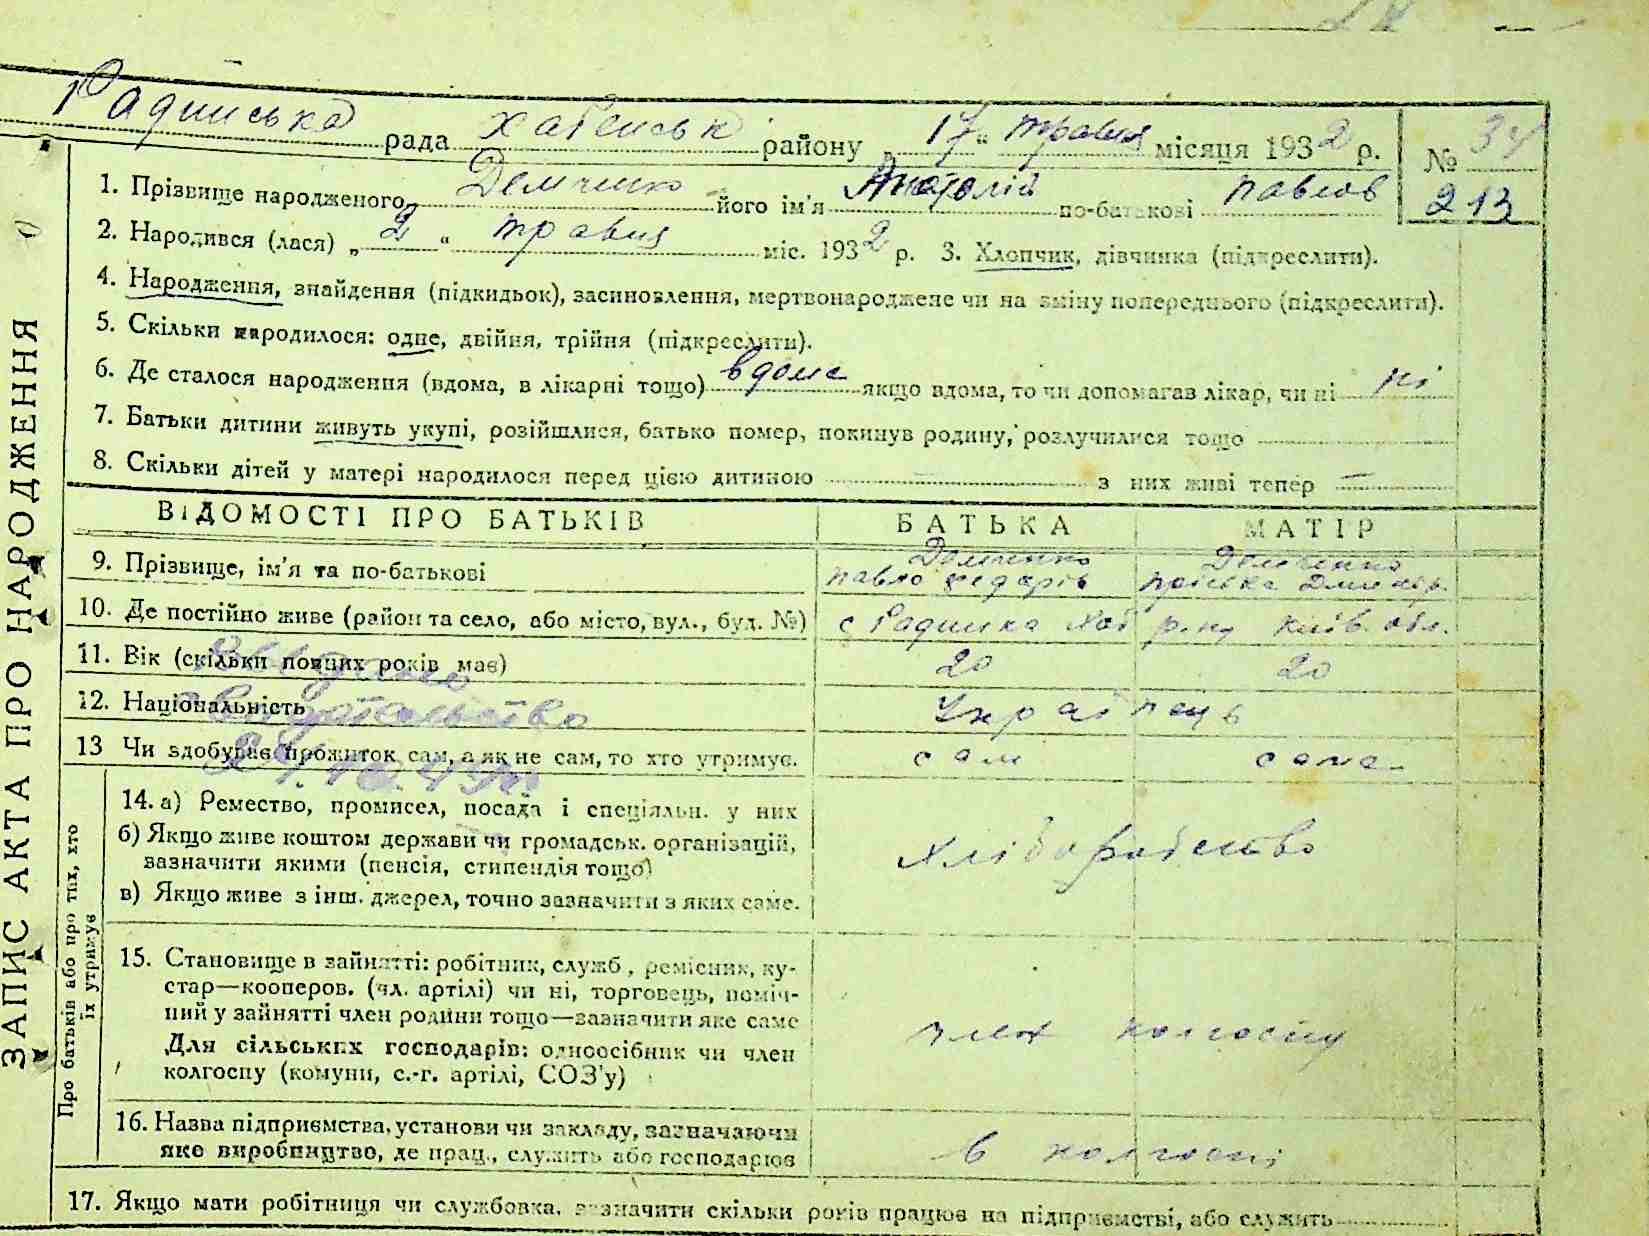 Радинська рада Хабенськ району „17“ травня місяця 1932 р. № 34
1. Прізвище народженого Демченко його ім'я Анатолій по-батькові Павлов 213
2. Народився (лася) „2“ травня міс. 1932 р. 3. Хлопчик, дівчинка (підкреслити).
4. Народження, знайдення (підкидьок), засиновлення, мертвонароджене чи на зміну попереднього (підкреслити).
5. Скільки народилося: одне, двійня, трійня (підкреслити).
6. Де сталося народження (вдома, в лікарні тощо) вдома якщо вдома, то чи допомагав лікар, чи ні ні
7. Батьки дитини живуть укупі, розійшлися, батько помер, покинув родину, розлучилися тощо
8. Скільки дітей у матері народилося перед цією дитиною — з них живі тепер —
ВІДОМОСТІ ПРО БАТЬКІВ БАТЬКА МАТІР
9. Прізвище, ім'я та по-батькові Демченко Павло Федорів Демченко
10. Де постійно живе (район та село, або місто, вул., буд. №) с Радинка Хаб р-ну Київ. обл.
11. Вік (скільки повних років має) 20 20
12. Національність Українець
13 Чи здобуває прожиток сам, а як не сам, то хто утримує. сам сама
Видано
свидетельство
14. а) Ремество, промисел, посада і спеціяльн. у них
б) Якщо живе коштом держави чи громадськ. організацій,
зазначити якими (пенсія, стипендія тощо)
Хліборобство
в) Якщо живе з інш. джерел, точно зазначити з яких саме.
15. Становище в зайнятті: робітник, служб, ремісник, ку-
стар—кооперов. (чл. артілі) чи ні, торговець, поміч-
ний у зайнятті член родини тощо—зазначити яке саме
член колгоспу
Для сільських господарів: одноосібник чи член
колгоспу (комуни, с.-г. артілі, СОЗ'у)
16. Назва підприємства, установи чи закладу, зазначаючи
яке виробництво, де прац., служить або господарює
в колгоспі
17. Якщо мати робітниця чи службовка, зазначити скільки років працює на підприємстві, або служить
ЗАПИС АКТА ПРО НАРОДЖЕННЯ
Про батьків або про тих, хто
їх утримує